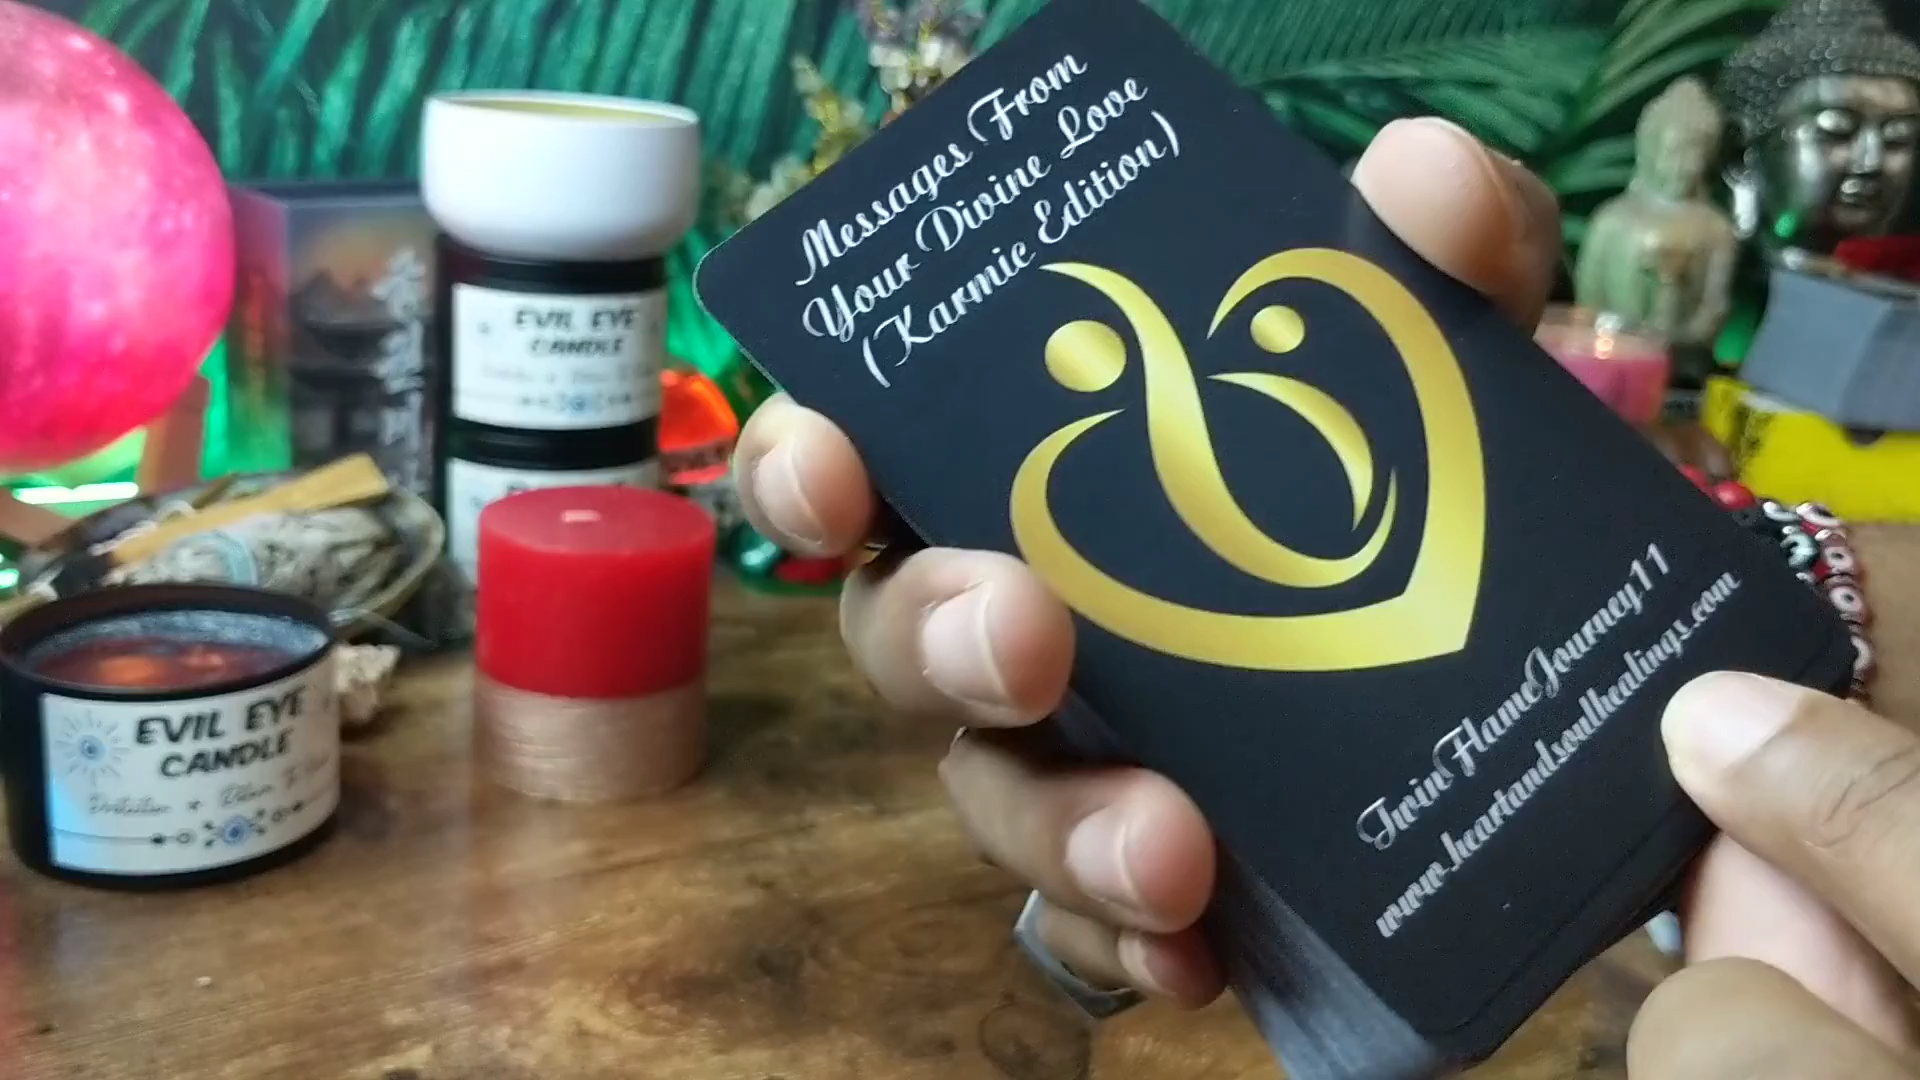 Messages From
Your Divine Love
(Karmic Edition)
TwinFlameJourney11
www.heartandsoulhealings.com
EVIL EYE
CANDLE
EVIL EYE
CANDLE